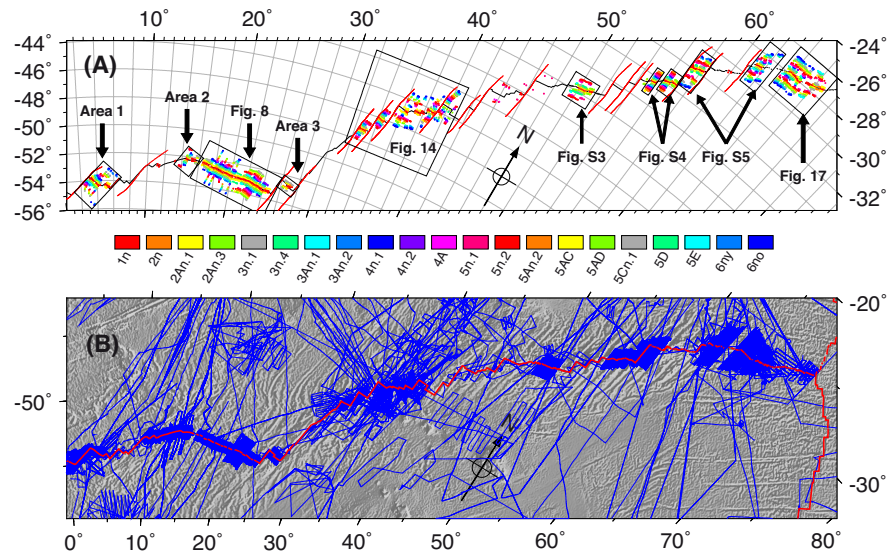 10° 20° 30° 40° 50° 60°
-44 -24
(A)
-46 -26
-48 -28
-50 -30
-52 -32
-54
-56
Area 1
Area 2
Fig. 8
Area 3
Fig. 14
N
Fig. S3
Fig. S4
Fig. S5
Fig. 17
1n 2n 2An.1 2An.3 3n.1 3n.4 3An.1 3An.2 4n.1 4n.2 4A 5n.1 5n.2 5An.2 5AC 5AD 5Cn.1 5D 5E 6ny 6no
(B)
-20°
-50°
-30°
N
0° 10° 20° 30° 40° 50° 60° 70° 80°